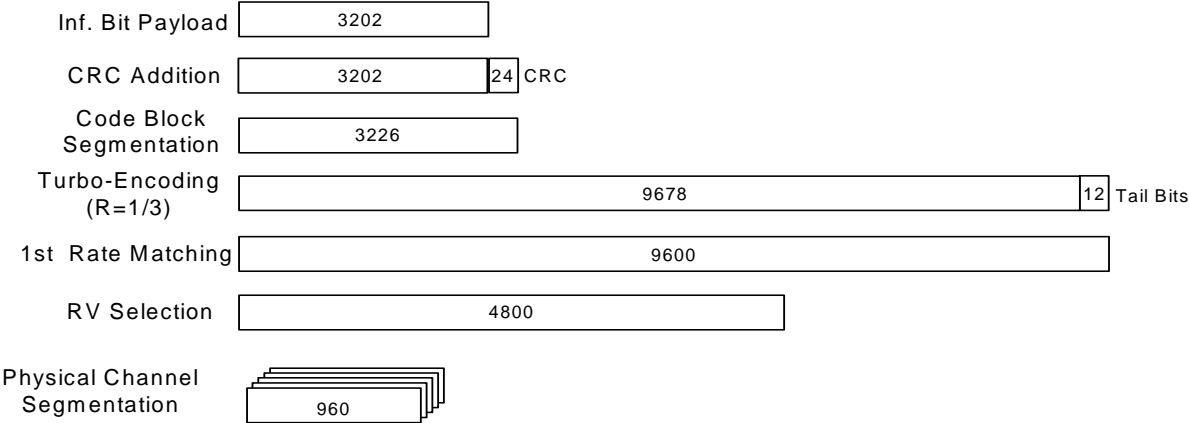 Inf. Bit Payload 3202
CRC Addition 3202 24 CRC
Code Block
Segmentation 3226
Turbo-Encoding
(R=1/3) 9678 12 Tail Bits
1st Rate Matching 9600
RV Selection 4800
Physical Channel
Segmentation 960